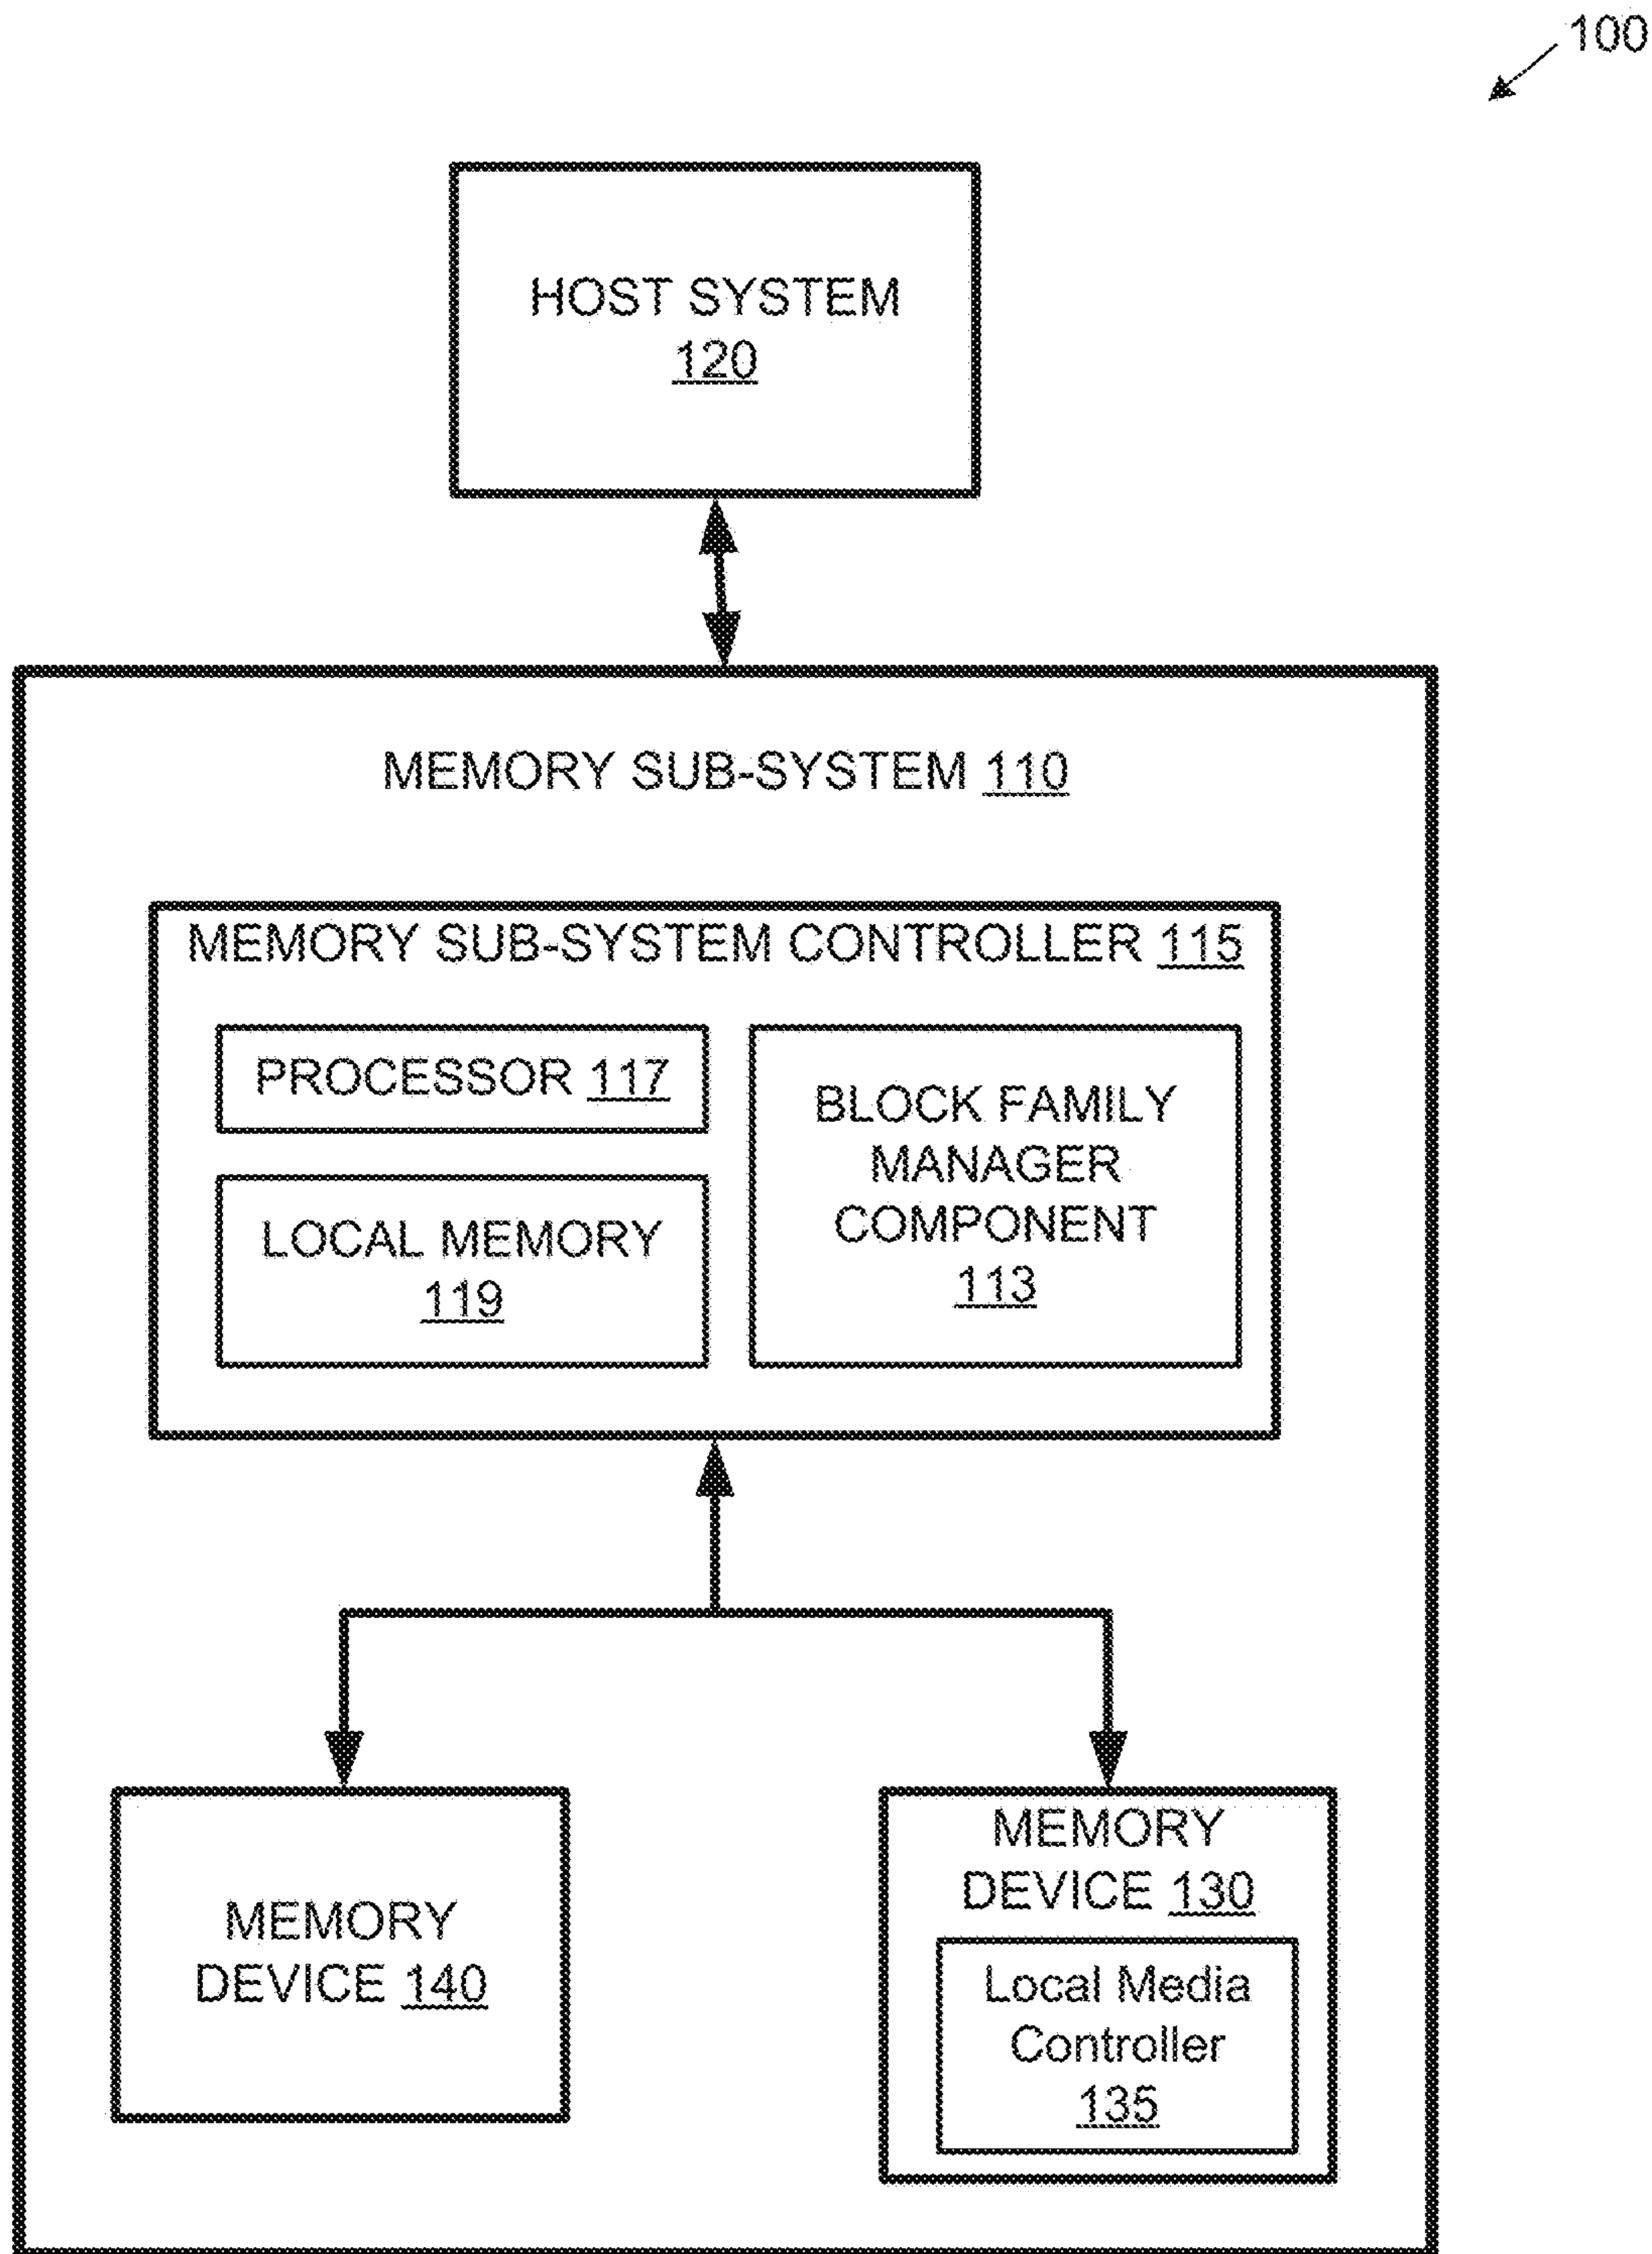 100
HOST SYSTEM
120
MEMORY SUB-SYSTEM 110
MEMORY SUB-SYSTEM CONTROLLER 115
PROCESSOR 117
LOCAL MEMORY
119
BLOCK FAMILY
MANAGER
COMPONENT
113
MEMORY
DEVICE 140
MEMORY
DEVICE 130
Local Media
Controller
135